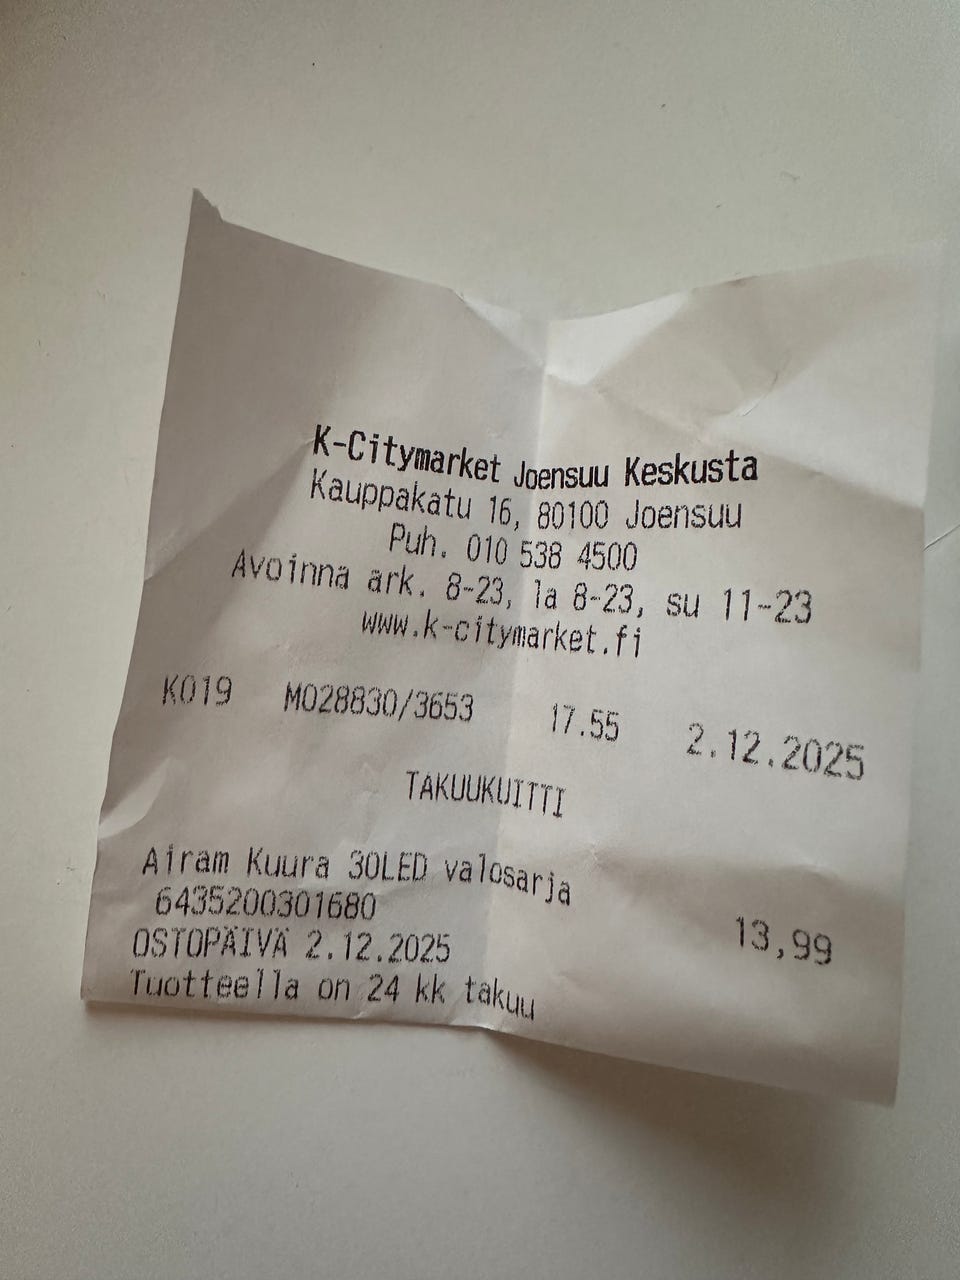 K-Citymarket Joensuu Keskusta
Kauppakatu 16, 80100 Joensuu
Puh. 010 538 4500
Avoinna ark. 8-23, la 8-23, su 11-23
www.k-citymarket.fi
K019 M028830/3653 17.55 2.12.2025
TAKUUKUITTI
Airam Kuura 30LED valosarja
6435200301680 13,99
OSTOPÄIVÄ 2.12.2025
Tuotteella on 24 kk takuu